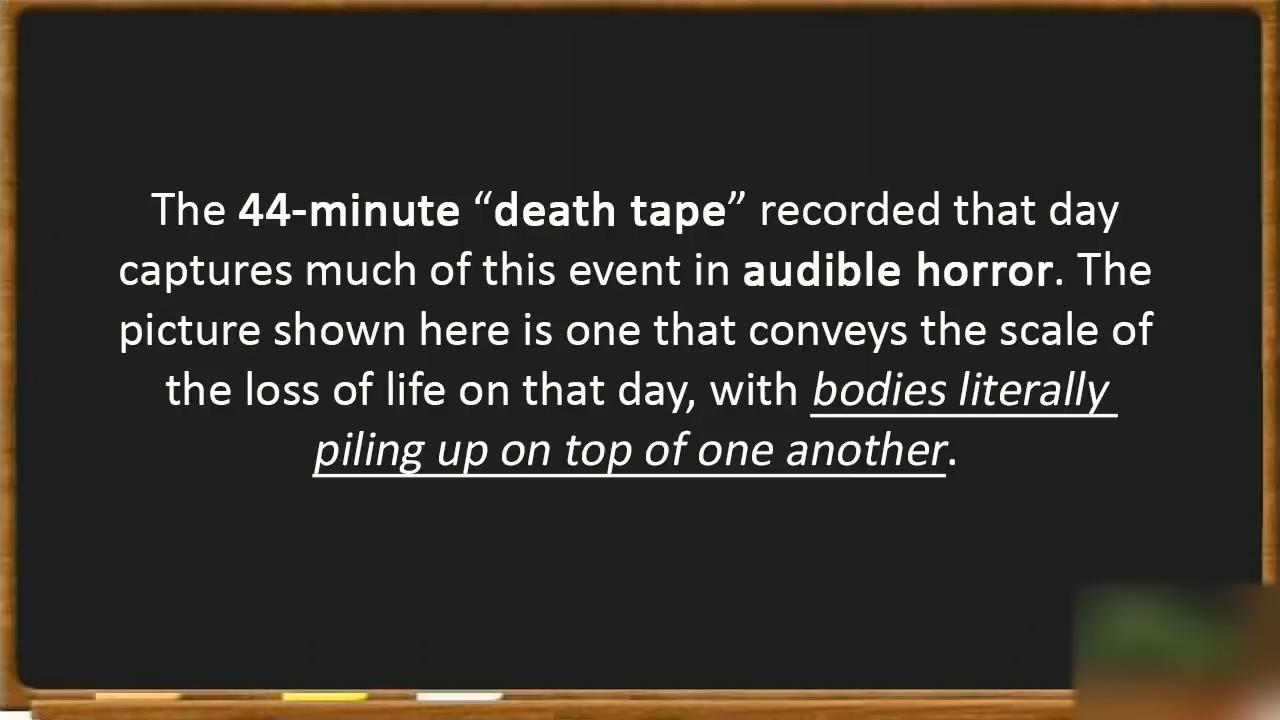 The 44-minute “death tape” recorded that day
captures much of this event in audible horror. The
picture shown here is one that conveys the scale of
the loss of life on that day, with bodies literally
piling up on top of one another.